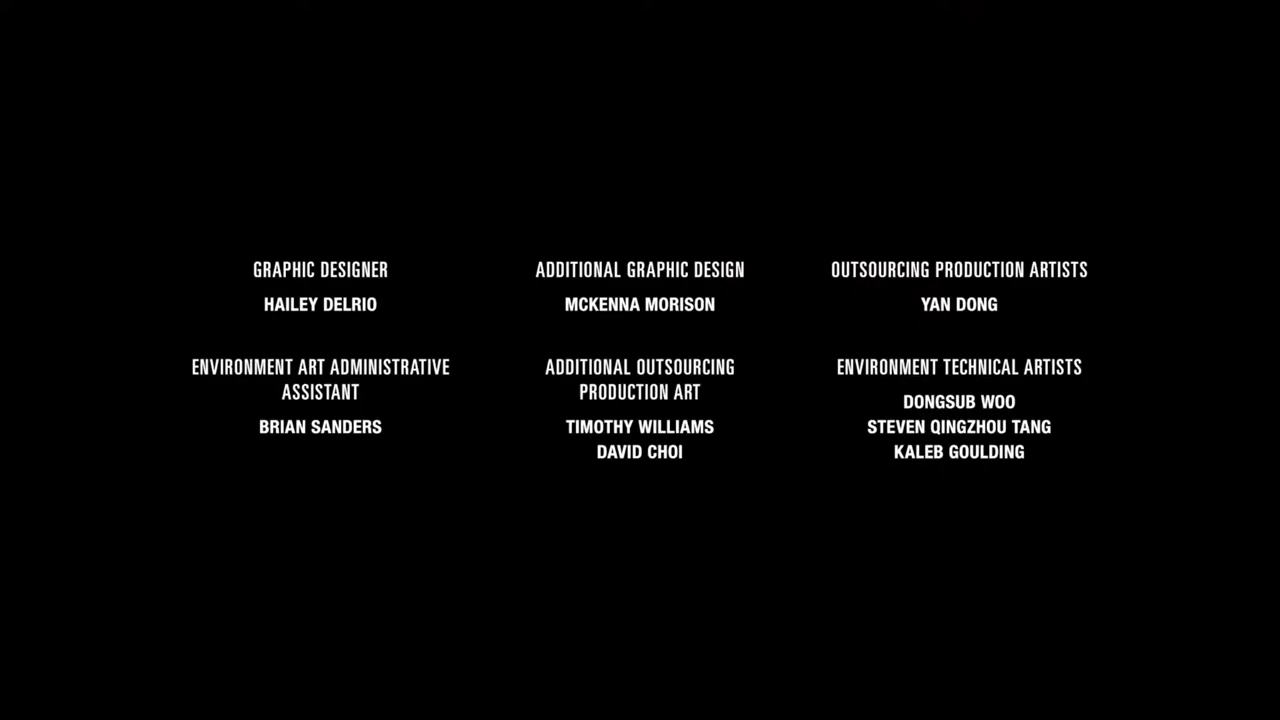 GRAPHIC DESIGNER
HAILEY DELRIO
ADDITIONAL GRAPHIC DESIGN
MCKENNA MORISON
OUTSOURCING PRODUCTION ARTISTS
YAN DONG
ENVIRONMENT ART ADMINISTRATIVE
ASSISTANT
BRIAN SANDERS
ADDITIONAL OUTSOURCING
PRODUCTION ART
TIMOTHY WILLIAMS
DAVID CHOI
ENVIRONMENT TECHNICAL ARTISTS
DONGSUB WOO
STEVEN QINGZHOU TANG
KALEB GOULDING